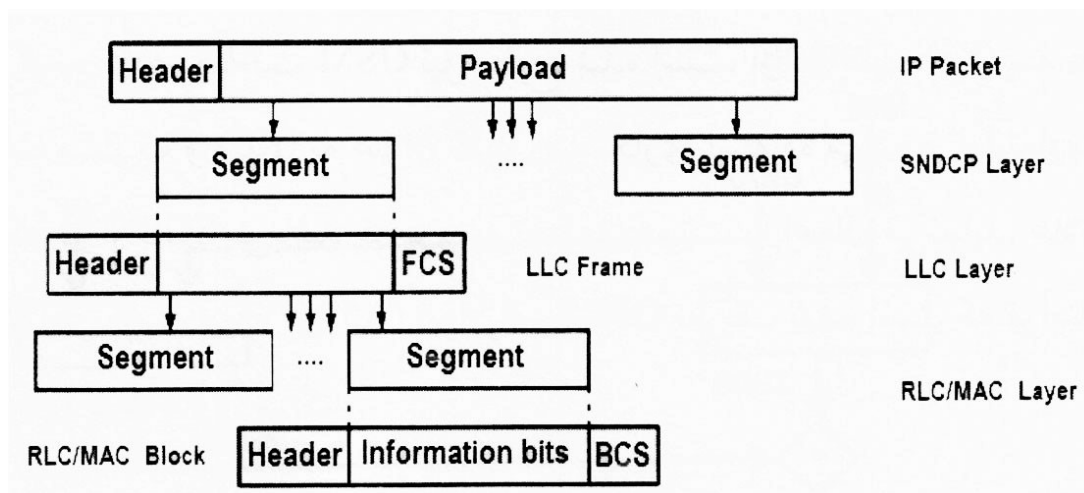 Header Payload IP Packet
Segment .... Segment SNDCP Layer
Header FCS LLC Frame LLC Layer
Segment .... Segment
RLC/MAC Layer
RLC/MAC Block Header Information bits BCS